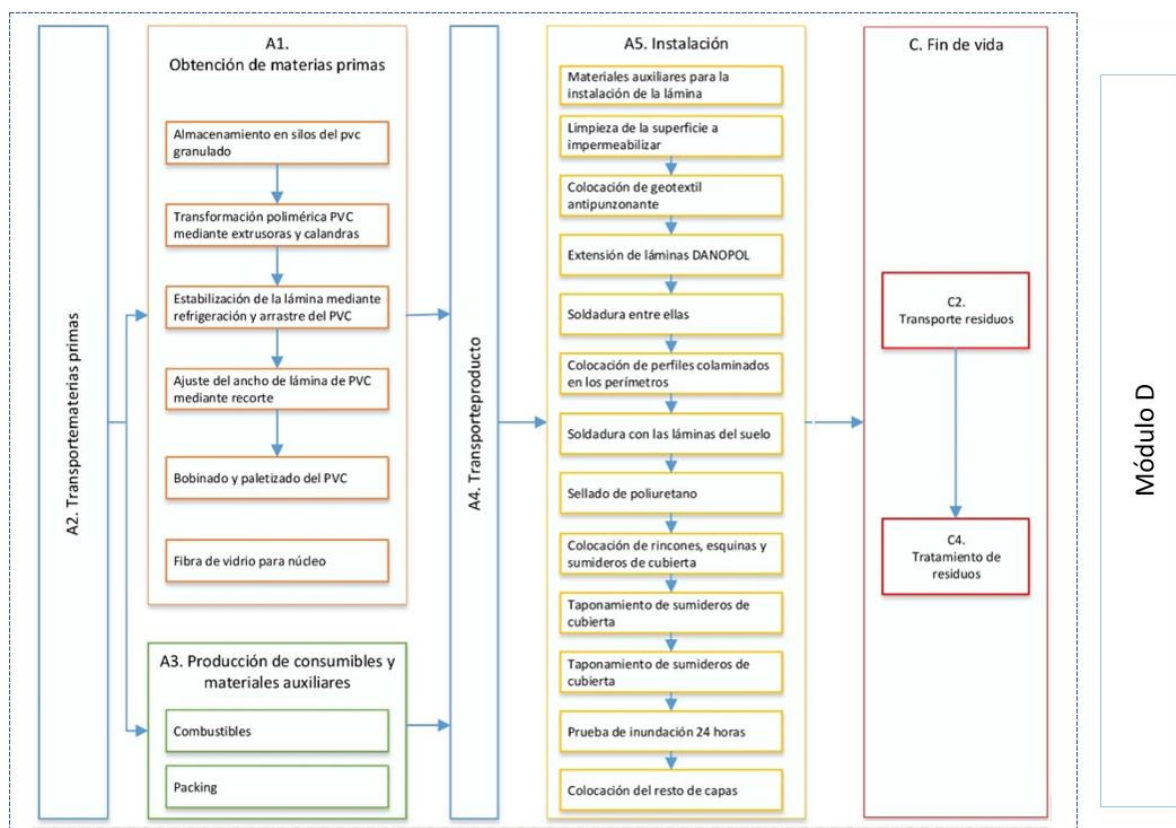 A2. Transportematerias primas
A1.
Obtención de materias primas
Almacenamiento en silos del pvc
granulado
Transformación polimérica PVC
mediante extrusoras y calandras
Estabilización de la lámina mediante
refrigeración y arrastre del PVC
Ajuste del ancho de lámina de PVC
mediante recorte
Bobinado y paletizado del PVC
Fibra de vidrio para núcleo
A3. Producción de consumibles y
materiales auxiliares
Combustibles
Packing
A4. Transporteproducto
A5. Instalación
Materiales auxiliares para la
instalación de la lámina
Limpieza de la superficie a
impermeabilizar
Colocación de geotextil
antipunzonante
Extensión de láminas DANOPOL
Soldadura entre ellas
Colocación de perfiles colaminados
en los perímetros
Soldadura con las láminas del suelo
Sellado de poliuretano
Colocación de rincones, esquinas y
sumideros de cubierta
Taponamiento de sumideros de
cubierta
Taponamiento de sumideros de
cubierta
Prueba de inundación 24 horas
Colocación del resto de capas
C. Fin de vida
C2.
Transporte residuos
C4.
Tratamiento de
residuos
Módulo D